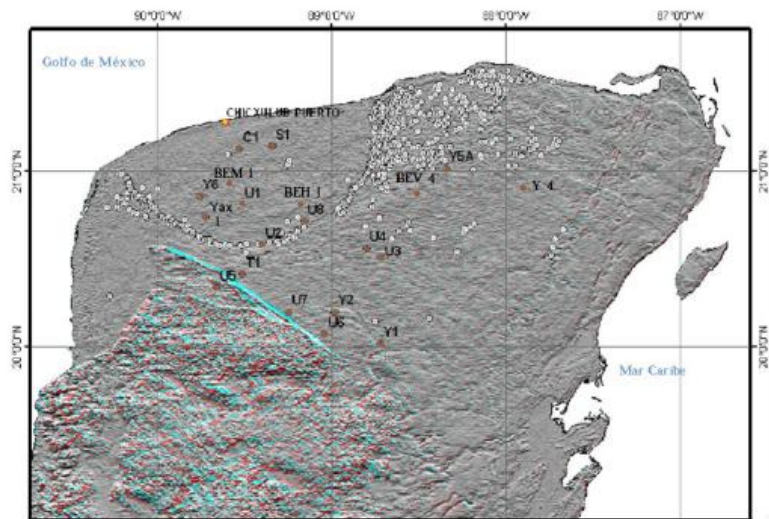 90°0'0"W 89°0'0"W 88°0'0"W 87°0'0"W
Golfo de México
CHICXULUB PUERTO
C1 S1
21°0'0"N 21°0'0"N
Y5A
BEM 1 BEV 4
Y6 U1 BEH 1 Y 4
Yax
1 U8
U2 U4 U3
T1
U5
U7 Y2
U6 Y1
20°0'0"N 20°0'0"N
Mar Caribe